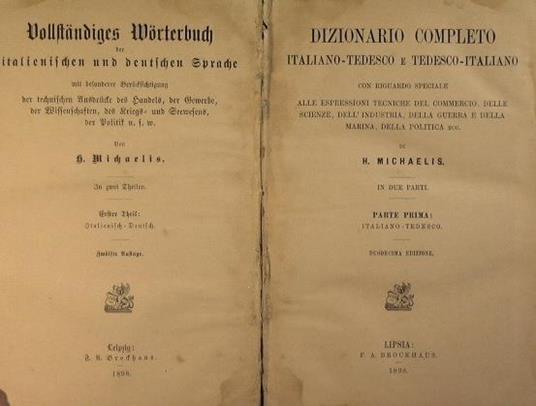 Vollständiges Wörterbuch
der
italienischen und deutschen Sprache
mit besonderer Berücksichtigung
der technischen Ausdrücke des Handels, der Gewerbe,
der Wissenschaften, des Kriegs- und Seewesens,
der Politik u. s. w.
Von
H. Michaelis.
In zwei Theilen.
Erster Theil:
Italienisch-Deutsch.
Zwölfte Auflage.
Leipzig:
F. A. Brockhaus.
1898.
DIZIONARIO COMPLETO
ITALIANO-TEDESCO E TEDESCO-ITALIANO
CON RIGUARDO SPECIALE
ALLE ESPRESSIONI TECNICHE DEL COMMERCIO, DELLE
SCIENZE, DELL' INDUSTRIA, DELLA GUERRA E DELLA
MARINA, DELLA POLITICA ECC.
DI
H. MICHAELIS.
IN DUE PARTI.
PARTE PRIMA:
ITALIANO-TEDESCO.
DUODECIMA EDIZIONE.
LIPSIA:
F. A. BROCKHAUS.
1898.